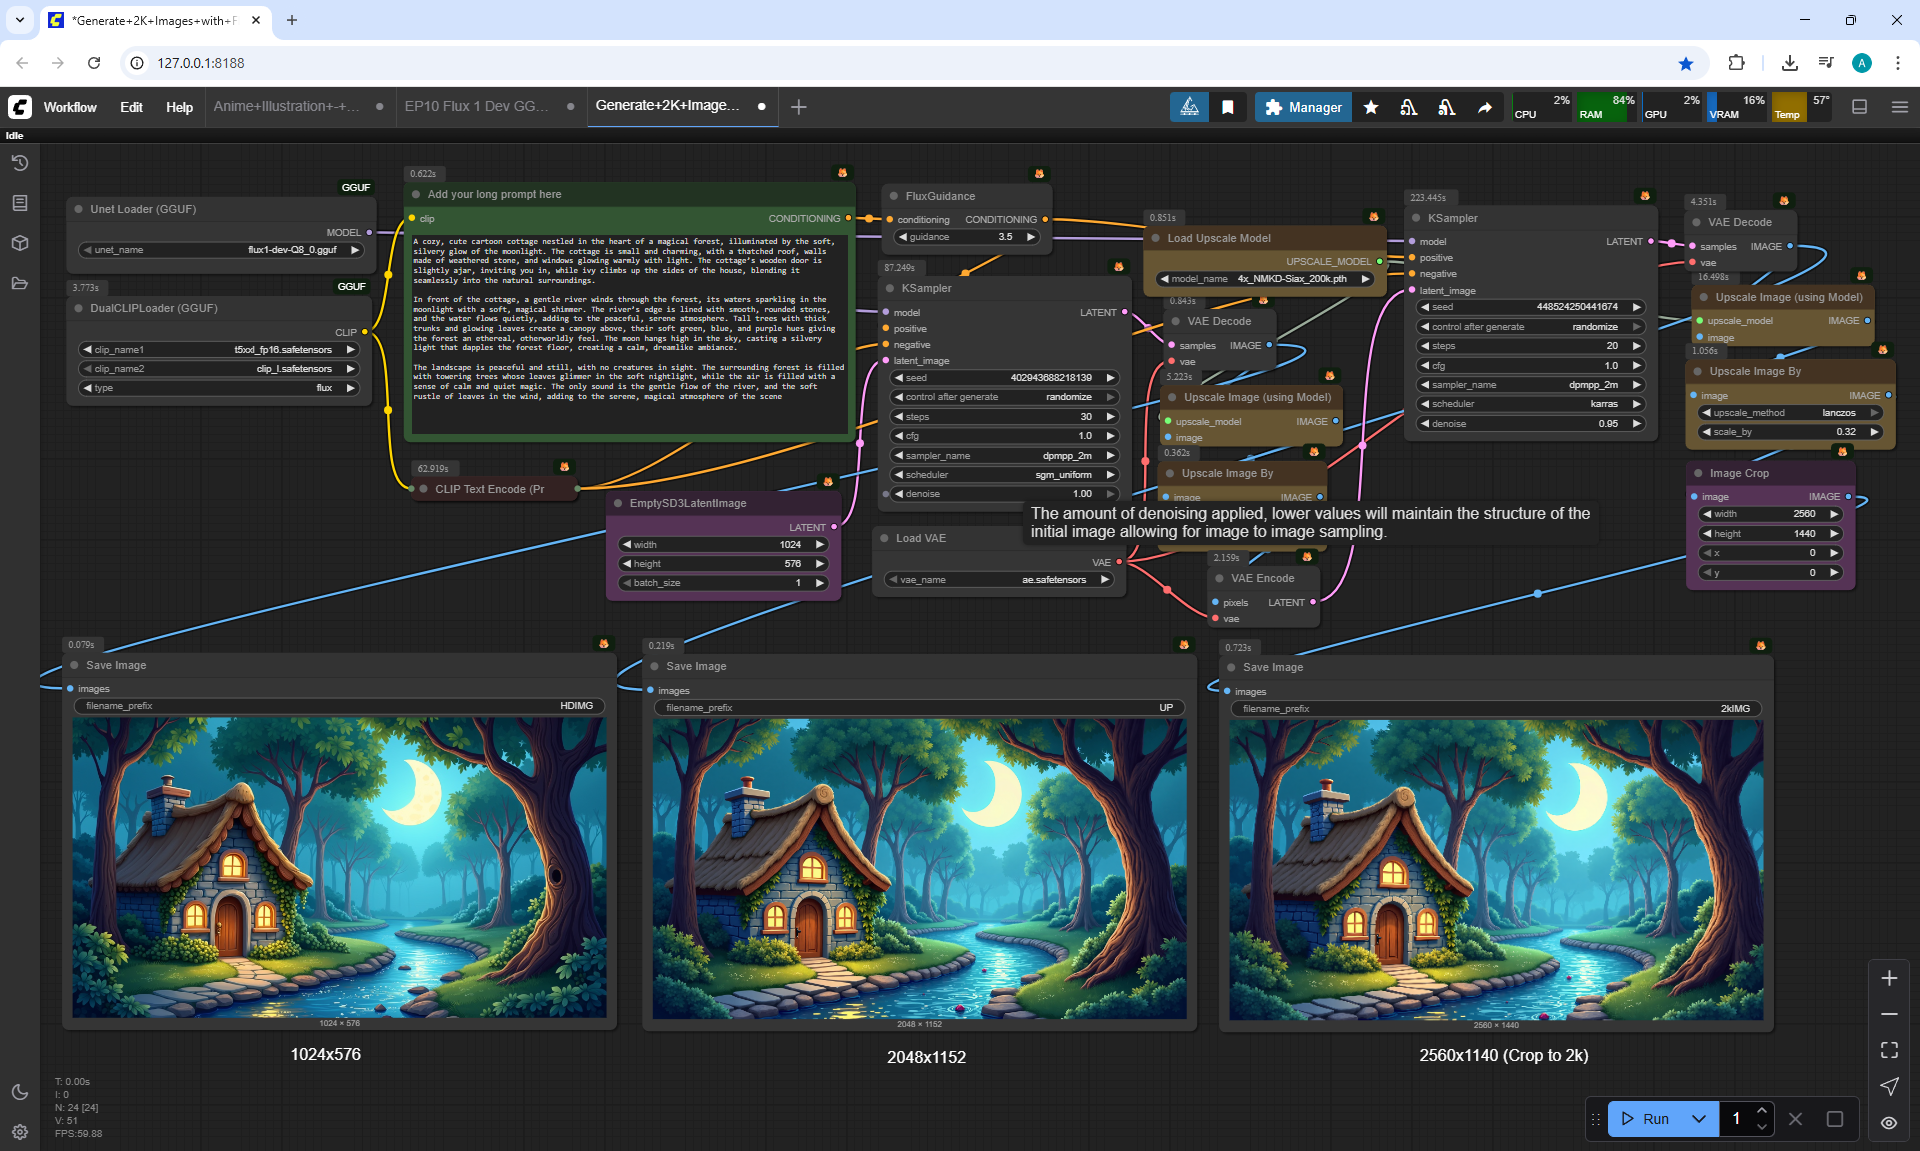 *Generate+2K+Images+with+F
127.0.0.1:8188
A
Workflow
Edit
Help
Anime+Illustration+-+...
EP10 Flux 1 Dev GG...
Generate+2K+Image...
Manager
2%
CPU
84%
RAM
2%
GPU
16%
VRAM
57°
Temp
Idle
GGUF
Unet Loader (GGUF)
MODEL
unet_name
flux1-dev-Q8_0.gguf
3.773s
GGUF
DualCLIPLoader (GGUF)
CLIP
clip_name1
t5xxl_fp16.safetensors
clip_name2
clip_l.safetensors
type
flux
0.622s
Add your long prompt here
clip
CONDITIONING
A cozy, cute cartoon cottage nestled in the heart of a magical forest, illuminated by the soft,
silvery glow of the moonlight. The cottage is small and charming, with a thatched roof, walls
made of weathered stone, and windows glowing warmly with light. The cottage's wooden door is
slightly ajar, inviting you in, while ivy climbs up the sides of the house, blending it
seamlessly into the natural surroundings.
In front of the cottage, a gentle river winds through the forest, its waters sparkling in the
moonlight with a soft, magical shimmer. The river's edge is lined with smooth, rounded stones,
and the water flows quietly, adding to the peaceful, serene atmosphere. Tall trees with thick
trunks and glowing leaves create a canopy above, their soft green, blue, and purple hues giving
the forest an ethereal, otherworldly feel. The moon hangs high in the sky, casting a silvery
light that dapples the forest floor, creating a calm, dreamlike ambiance.
The landscape is peaceful and still, with no creatures in sight. The surrounding forest is filled
with towering trees whose leaves glimmer in the soft nightlight, while the air is filled with a
sense of calm and quiet magic. The only sound is the gentle flow of the river, and the soft
rustle of leaves in the wind, adding to the serene, magical atmosphere of the scene
62.919s
CLIP Text Encode (Pr
EmptySD3LatentImage
LATENT
width
1024
height
576
batch_size
1
FluxGuidance
conditioning
CONDITIONING
guidance
3.5
87.249s
KSampler
model
LATENT
positive
negative
latent_image
seed
402943688218139
control after generate
randomize
steps
30
cfg
1.0
sampler_name
dpmpp_2m
scheduler
sgm_uniform
denoise
1.00
Load VAE
VAE
vae_name
ae.safetensors
0.851s
Load Upscale Model
UPSCALE_MODEL
model_name
4x_NMKD-Siax_200k.pth
0.843s
VAE Decode
samples
IMAGE
vae
5.223s
Upscale Image (using Model)
upscale_model
IMAGE
image
0.362s
Upscale Image By
image
IMAGE
The amount of denoising applied, lower values will maintain the structure of the
initial image allowing for image to image sampling.
2.159s
VAE Encode
pixels
LATENT
vae
223.445s
KSampler
model
LATENT
positive
negative
latent_image
seed
448524250441674
control after generate
randomize
steps
20
cfg
1.0
sampler_name
dpmpp_2m
scheduler
karras
denoise
0.95
4.351s
VAE Decode
samples
IMAGE
vae
16.498s
Upscale Image (using Model)
upscale_model
IMAGE
image
1.056s
Upscale Image By
image
IMAGE
upscale_method
lanczos
scale_by
0.32
Image Crop
image
IMAGE
width
2560
height
1440
x
0
y
0
0.079s
Save Image
images
filename_prefix
HDIMG
1024 × 576
1024x576
0.219s
Save Image
images
filename_prefix
UP
2048 × 1152
2048x1152
0.723s
Save Image
images
filename_prefix
2kIMG
2560 × 1440
2560x1140 (Crop to 2k)
T: 0.00s
I: 0
N: 24 [24]
V: 51
FPS:59.88
Run
1